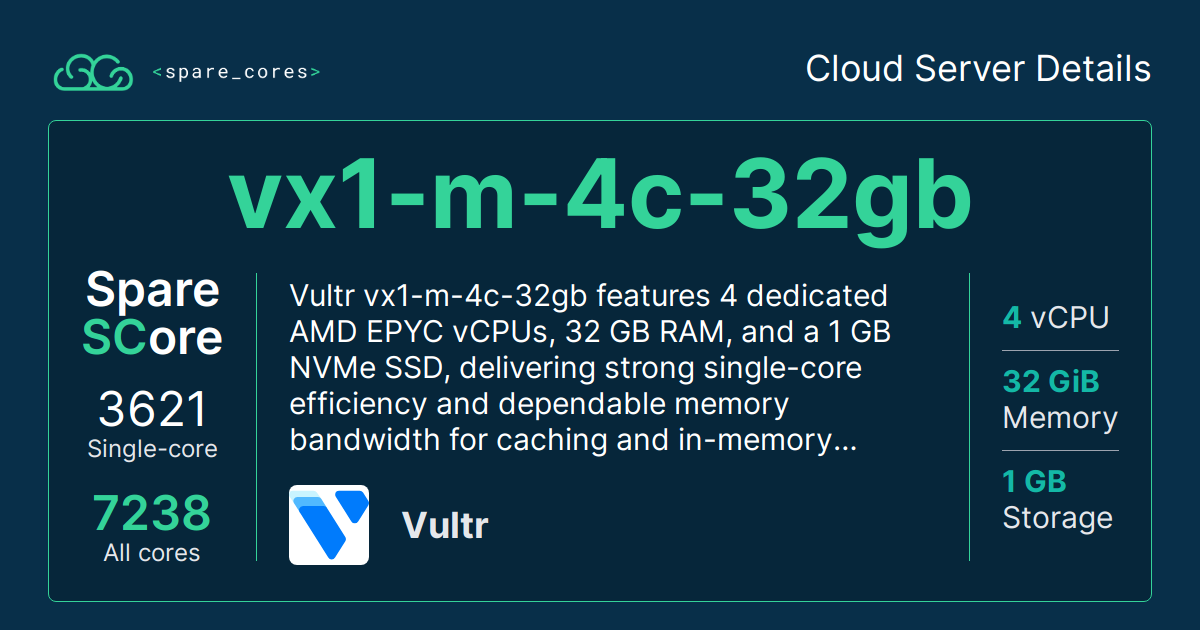 <spare_cores>
Cloud Server Details
vx1-m-4c-32gb
Spare
SCore
3621
Single-core
7238
All cores
Vultr vx1-m-4c-32gb features 4 dedicated
AMD EPYC vCPUs, 32 GB RAM, and a 1 GB
NVMe SSD, delivering strong single-core
efficiency and dependable memory
bandwidth for caching and in-memory...
Vultr
4 vCPU
32 GiB
Memory
1 GB
Storage